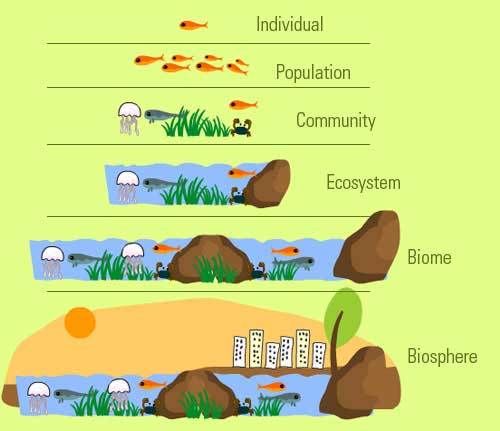 Individual
Population
Community
Ecosystem
Biome
Biosphere